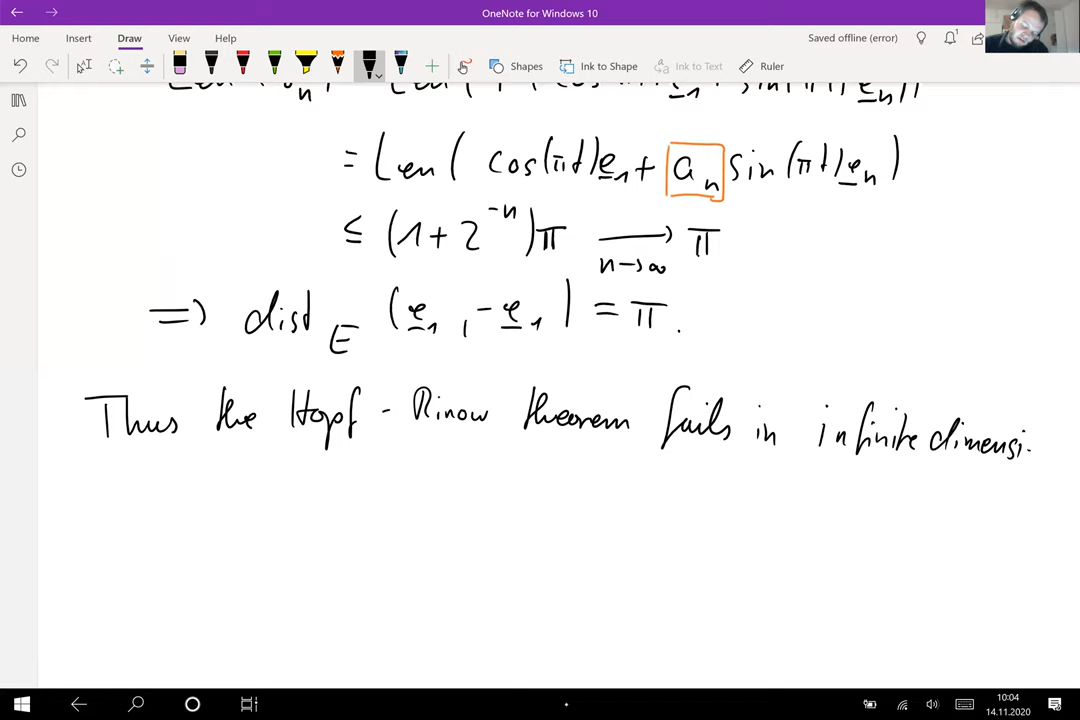 OneNote for Windows 10
Home Insert Draw View Help Saved offline (error)
Shapes Ink to Shape Ink to Text Ruler
= Len( cos(πt)e₁ + aₙ sin(πt)eₙ)
≤ (1+2⁻ⁿ)π ⟶ π
n→∞
⇒ dist_E (e₁, -e₁) = π.
Thus the Hopf - Rinow theorem fails in infinite dimensi.
10:04
14.11.2020